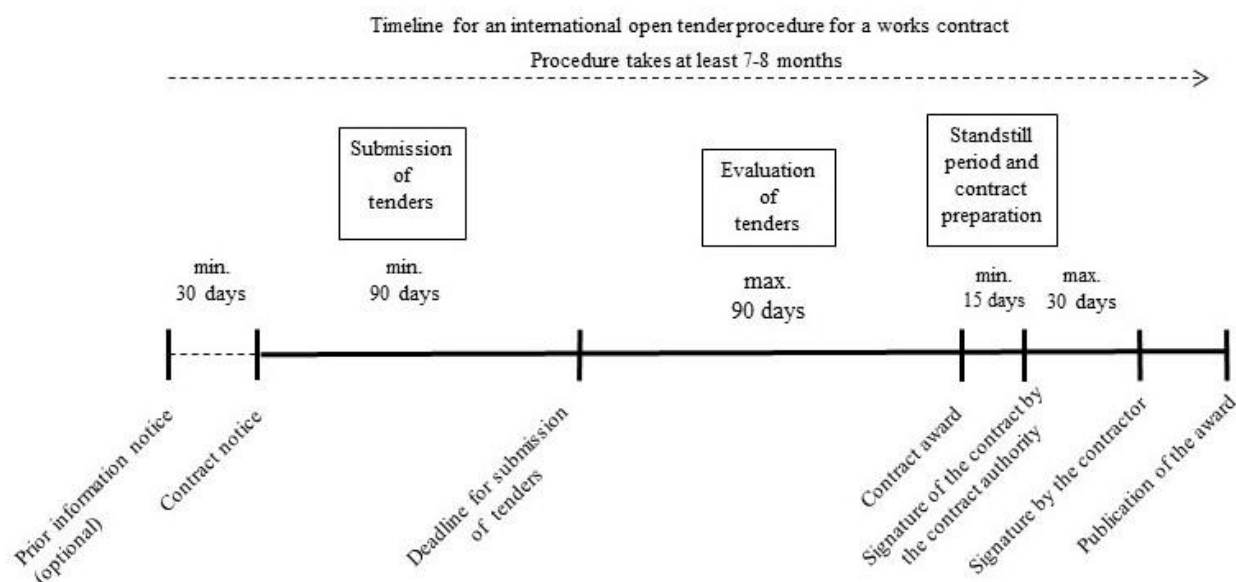 Timeline for an international open tender procedure for a works contract
Procedure takes at least 7-8 months
Submission
of
tenders
Evaluation
of
tenders
Standstill
period and
contract
preparation
min.
30 days
min.
90 days
max.
90 days
min.
15 days
max.
30 days
Prior information notice
(optional)
Contract notice
Deadline for submission
of tenders
Contract award
Signature of the contract by
the contract authority
Signature by the contractor
Publication of the award